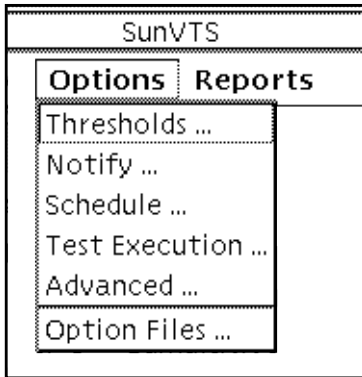 SunVTS
Options Reports
Thresholds ...
Notify ...
Schedule ...
Test Execution ...
Advanced ...
Option Files ...